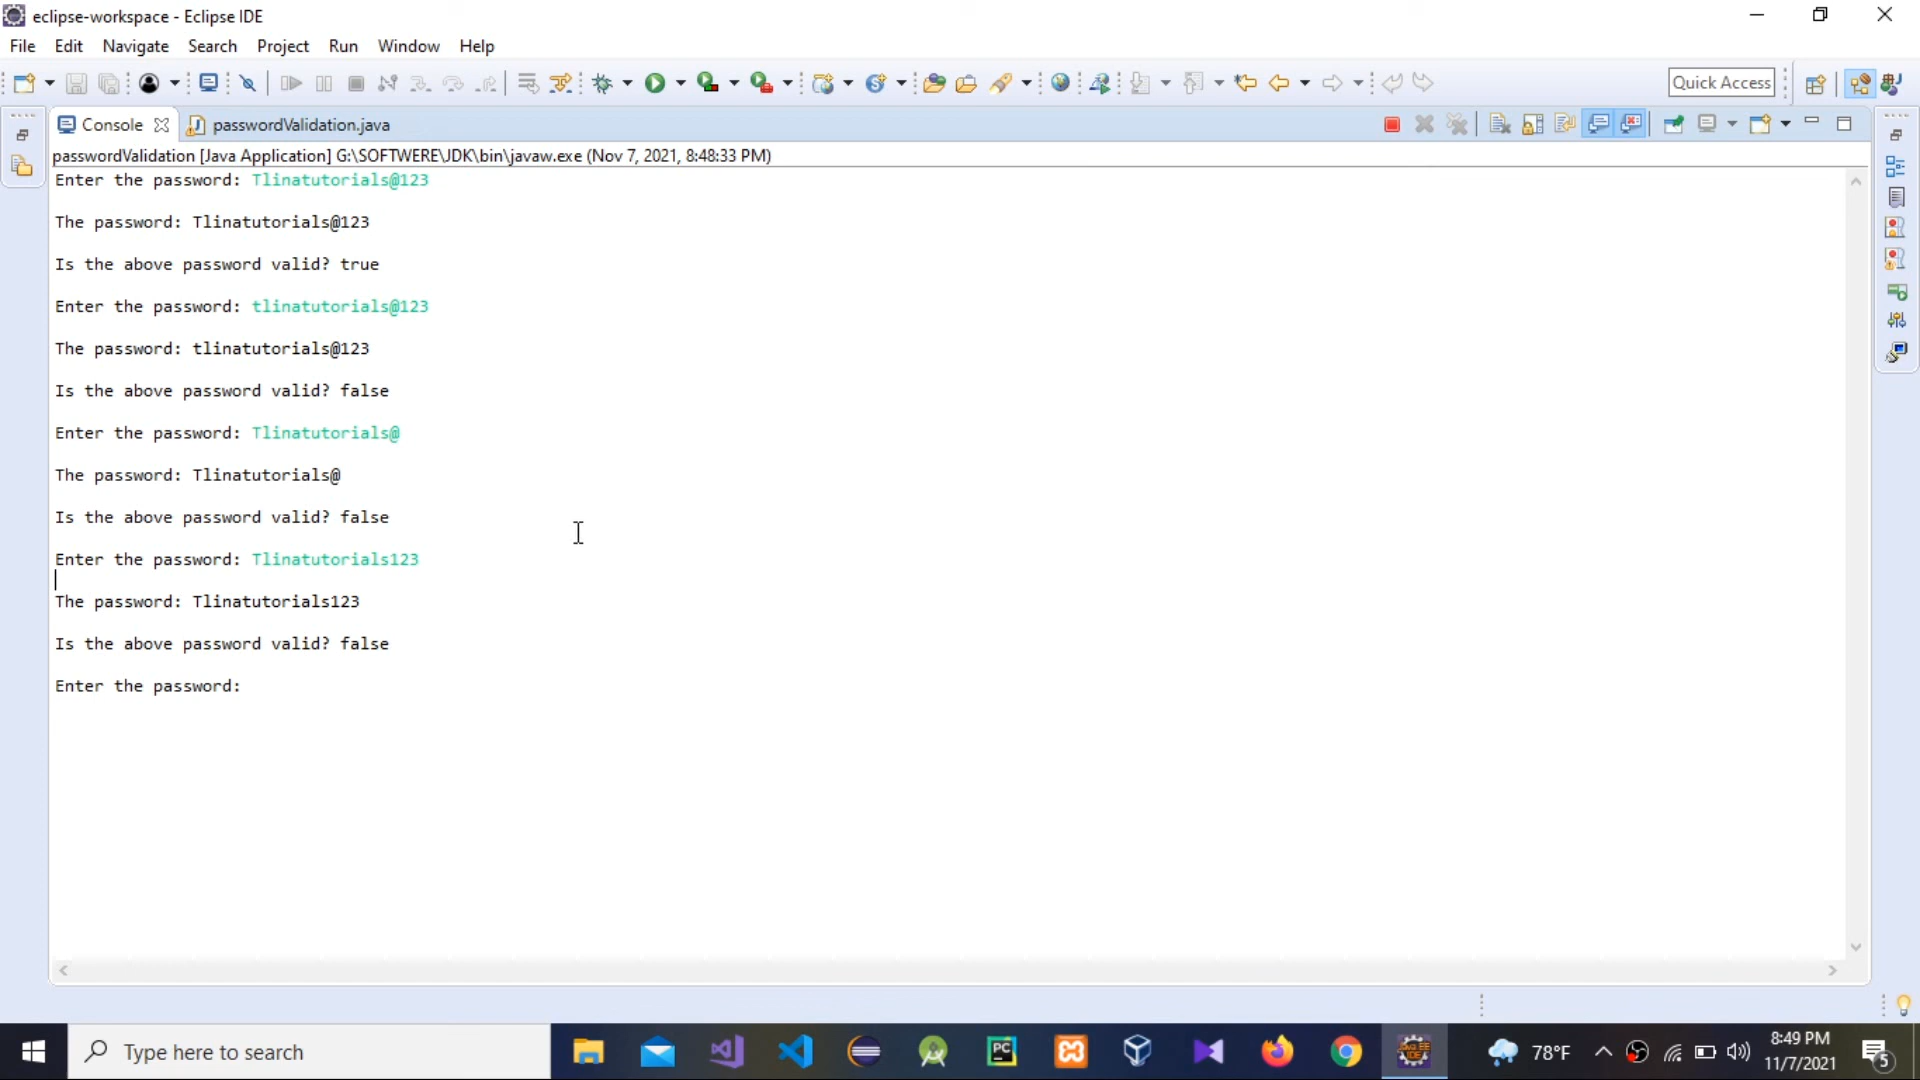 eclipse-workspace - Eclipse IDE
File Edit Navigate Search Project Run Window Help
Quick Access
Console passwordValidation.java
passwordValidation [Java Application] G:\SOFTWERE\JDK\bin\javaw.exe (Nov 7, 2021, 8:48:33 PM)
Enter the password: Tlinatutorials@123
The password: Tlinatutorials@123
Is the above password valid? true
Enter the password: tlinatutorials@123
The password: tlinatutorials@123
Is the above password valid? false
Enter the password: Tlinatutorials@
The password: Tlinatutorials@
Is the above password valid? false
Enter the password: Tlinatutorials123
The password: Tlinatutorials123
Is the above password valid? false
Enter the password:
Type here to search
PC
78°F
8:49 PM
11/7/2021
5